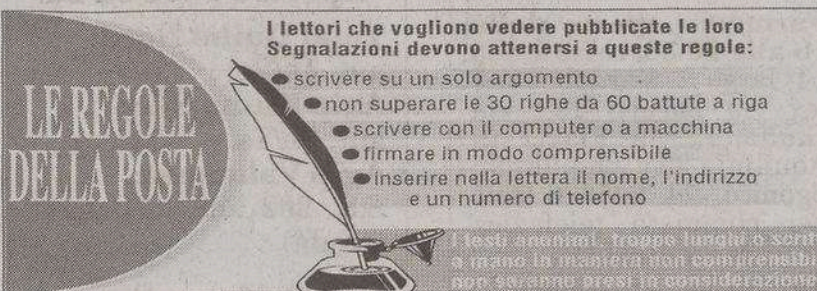 I lettori che vogliono vedere pubblicate le loro
Segnalazioni devono attenersi a queste regole:
LE REGOLE
DELLA POSTA
● scrivere su un solo argomento
● non superare le 30 righe da 60 battute a riga
● scrivere con il computer o a macchina
● firmare in modo comprensibile
● inserire nella lettera il nome, l'indirizzo
e un numero di telefono
I testi anonimi, troppo lunghi o scrit
a mano in maniera non comprensibi
non saranno presi in considerazione